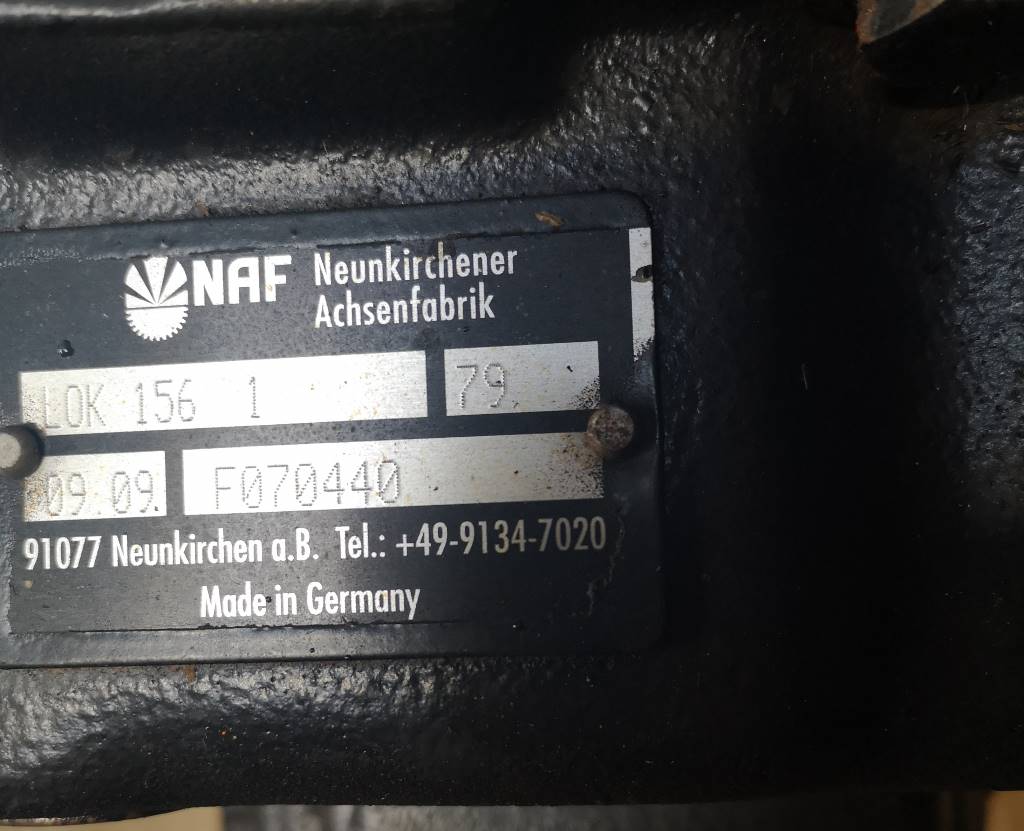 NAF Neunkirchener
Achsenfabrik
LOK 156 1 79
09 09. F070440
91077 Neunkirchen a.B. Tel.: +49-9134-7020
Made in Germany